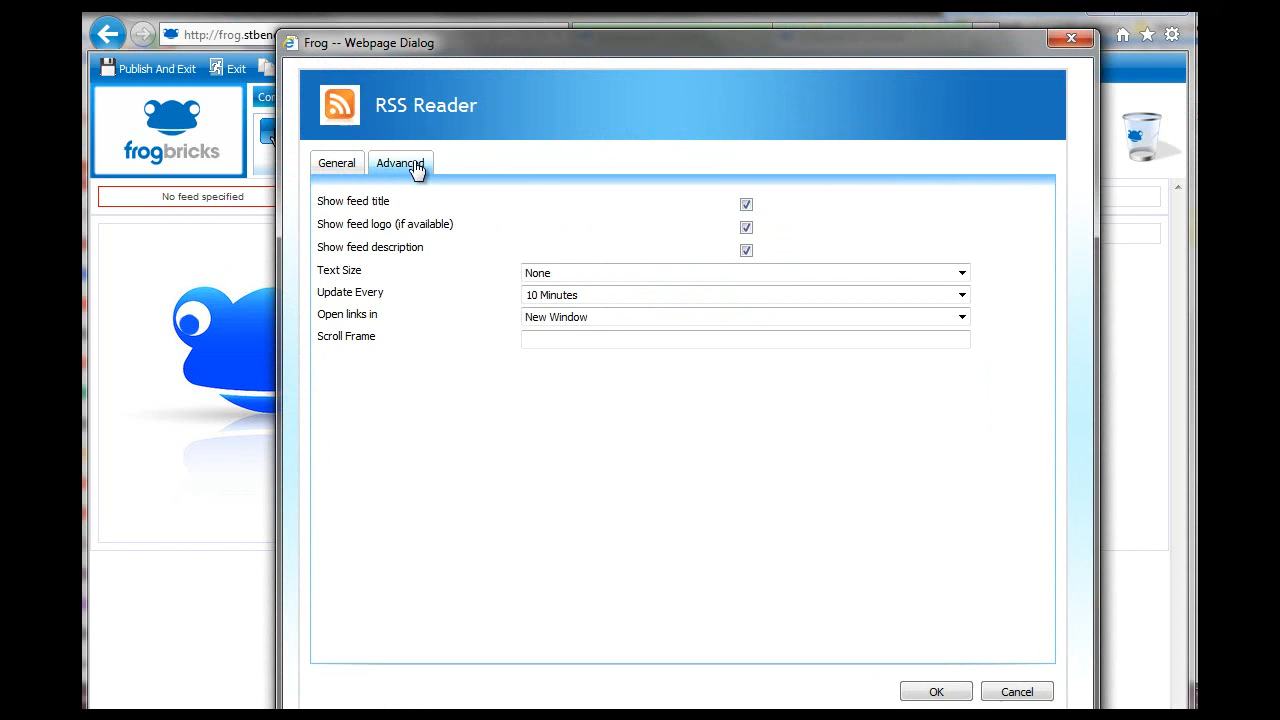 http://frog.stben
Frog -- Webpage Dialog
Publish And Exit
Exit
RSS Reader
frogbricks
General
Advanced
No feed specified
Show feed title
Show feed logo (if available)
Show feed description
Text Size
None
Update Every
10 Minutes
Open links in
New Window
Scroll Frame
OK
Cancel